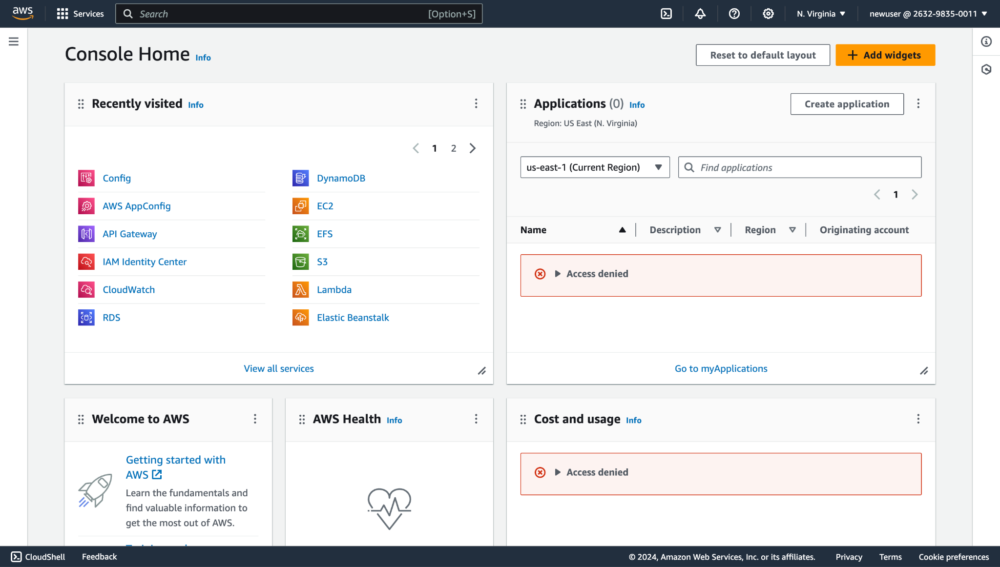 aws
Services
Search
[Option+S]
N. Virginia
newuser @ 2632-9835-0011
Console Home Info
Reset to default layout
Add widgets
Recently visited Info
1 2
Config
AWS AppConfig
API Gateway
IAM Identity Center
CloudWatch
RDS
DynamoDB
EC2
EFS
S3
Lambda
Elastic Beanstalk
View all services
Applications (0) Info
Region: US East (N. Virginia)
Create application
us-east-1 (Current Region)
Find applications
1
Name Description Region Originating account
Access denied
Go to myApplications
Welcome to AWS
Getting started with
AWS
Learn the fundamentals and
find valuable information to
get the most out of AWS.
AWS Health Info
Cost and usage Info
Access denied
CloudShell
Feedback
© 2024, Amazon Web Services, Inc. or its affiliates.
Privacy
Terms
Cookie preferences